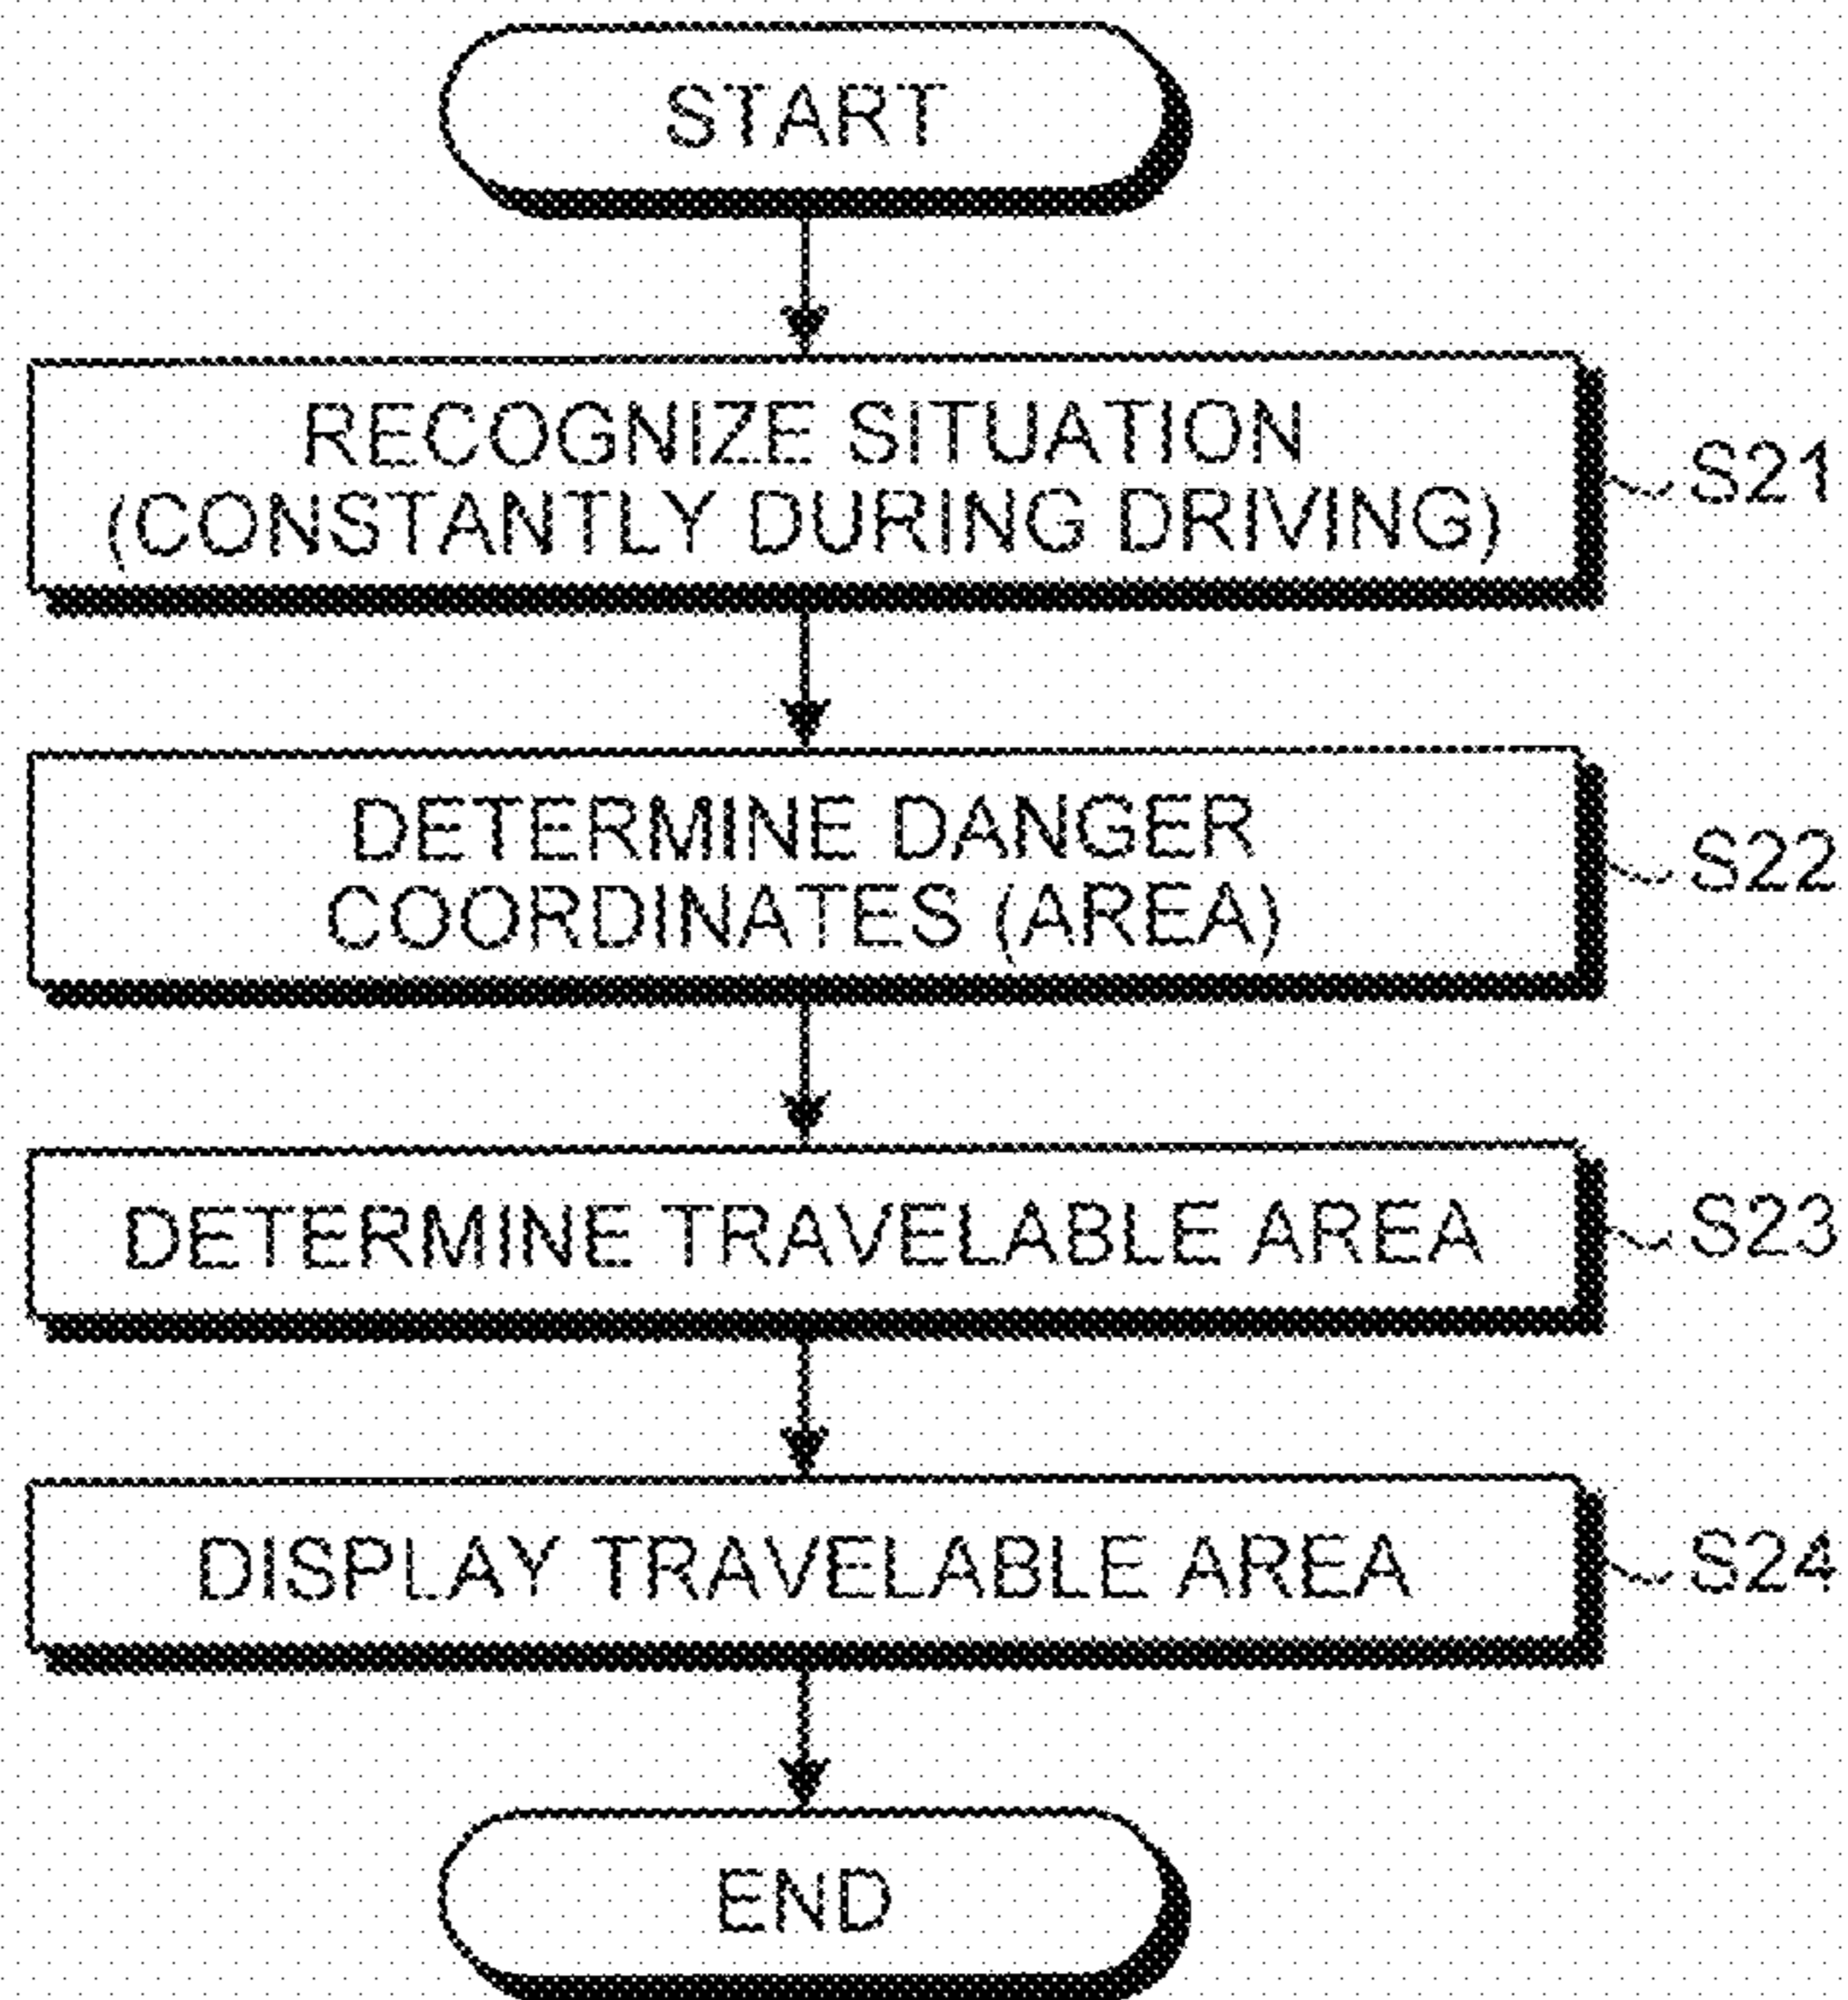 START
RECOGNIZE SITUATION
(CONSTANTLY DURING DRIVING)
S21
DETERMINE DANGER
COORDINATES (AREA)
S22
DETERMINE TRAVELABLE AREA
S23
DISPLAY TRAVELABLE AREA
S24
END